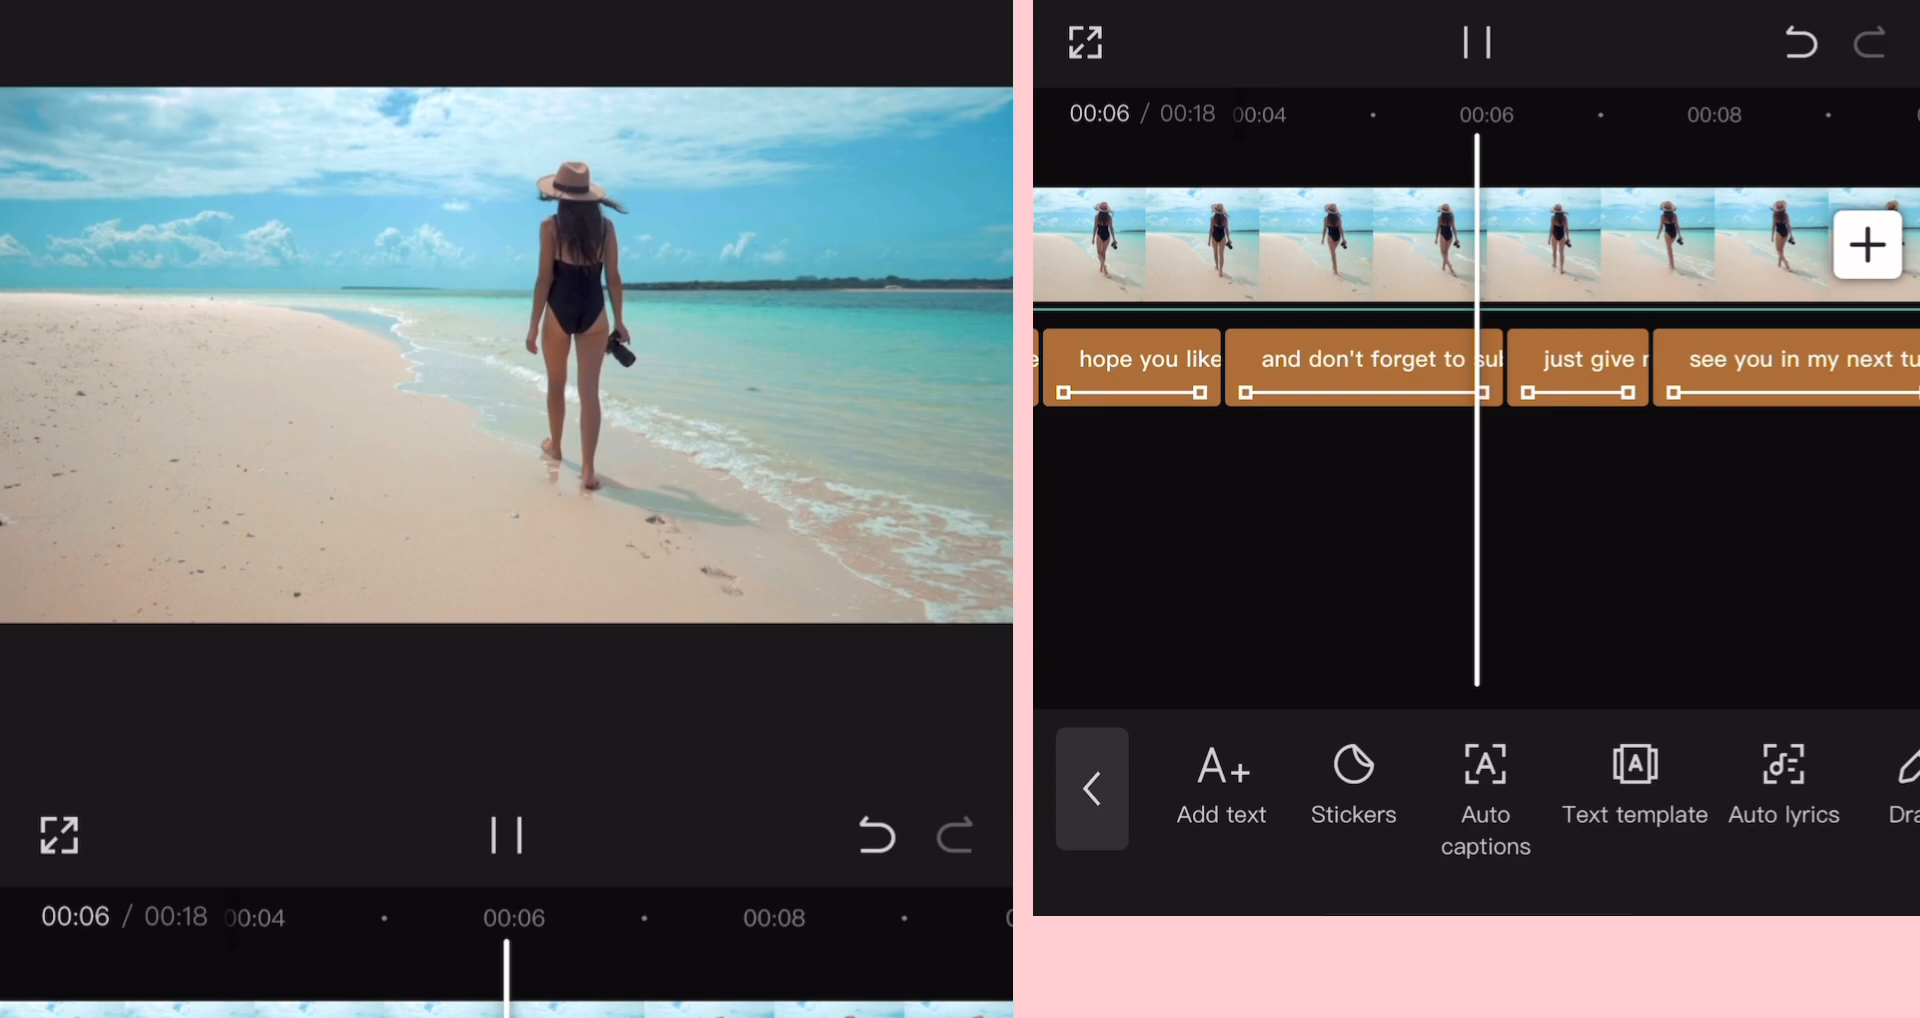 00:06 / 00:18 00:04 00:06 00:08
00:06 / 00:18 00:04 00:06 00:08
hope you like
and don't forget to
just give
see you in my next
Add text
Stickers
Auto
captions
Text template
Auto lyrics